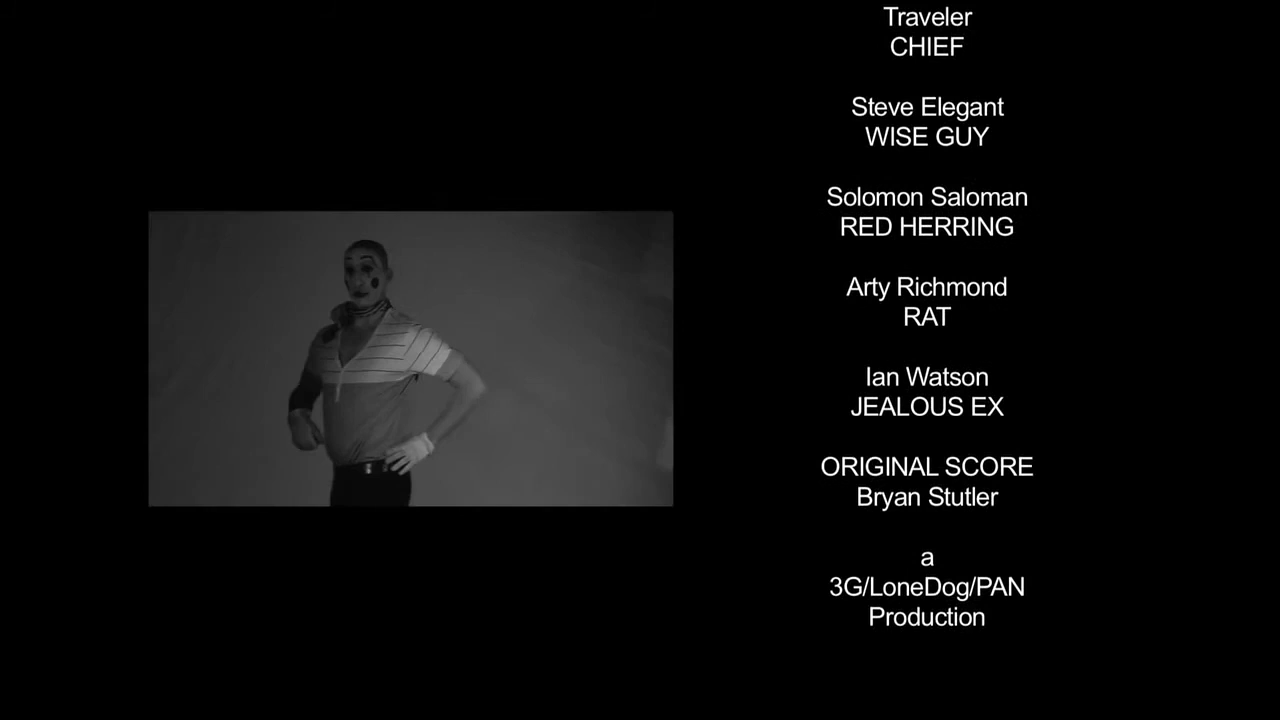 Traveler
CHIEF
Steve Elegant
WISE GUY
Solomon Saloman
RED HERRING
Arty Richmond
RAT
Ian Watson
JEALOUS EX
ORIGINAL SCORE
Bryan Stutler
a
3G/LoneDog/PAN
Production